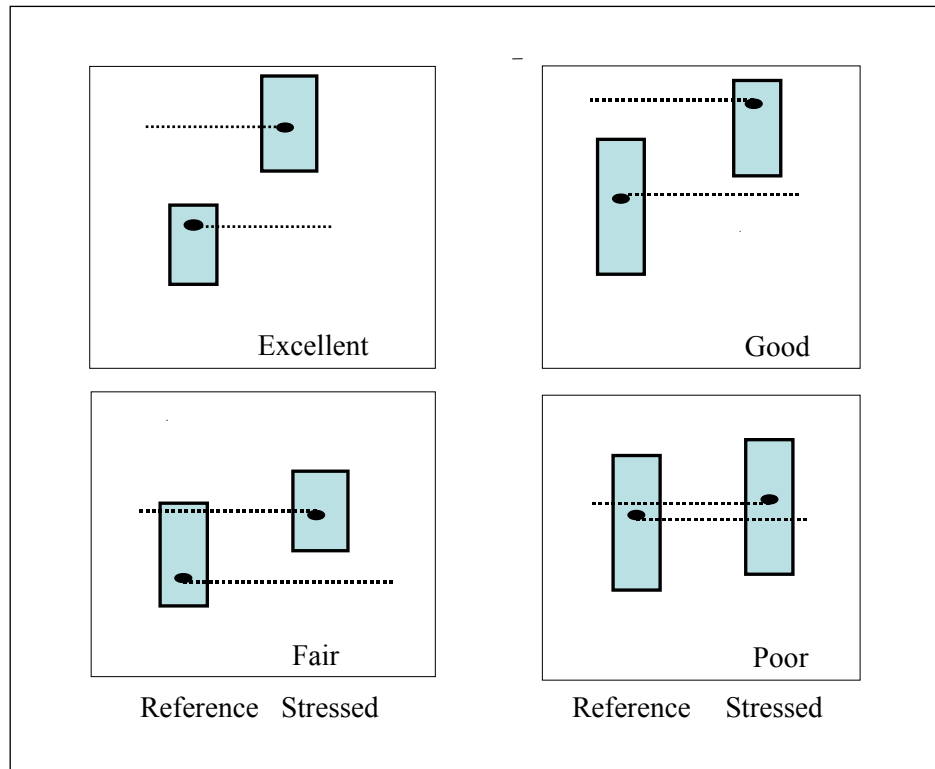 Excellent
Good
Fair
Poor
Reference Stressed
Reference Stressed